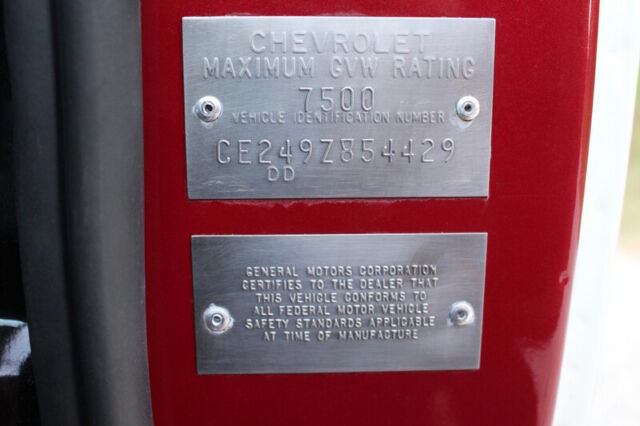 CHEVROLET
MAXIMUM GVW RATING
7500
VEHICLE IDENTIFICATION NUMBER
CE249Z854429
DD
GENERAL MOTORS CORPORATION
CERTIFIES TO THE DEALER THAT
THIS VEHICLE CONFORMS TO
ALL FEDERAL MOTOR VEHICLE
SAFETY STANDARDS APPLICABLE
AT TIME OF MANUFACTURE